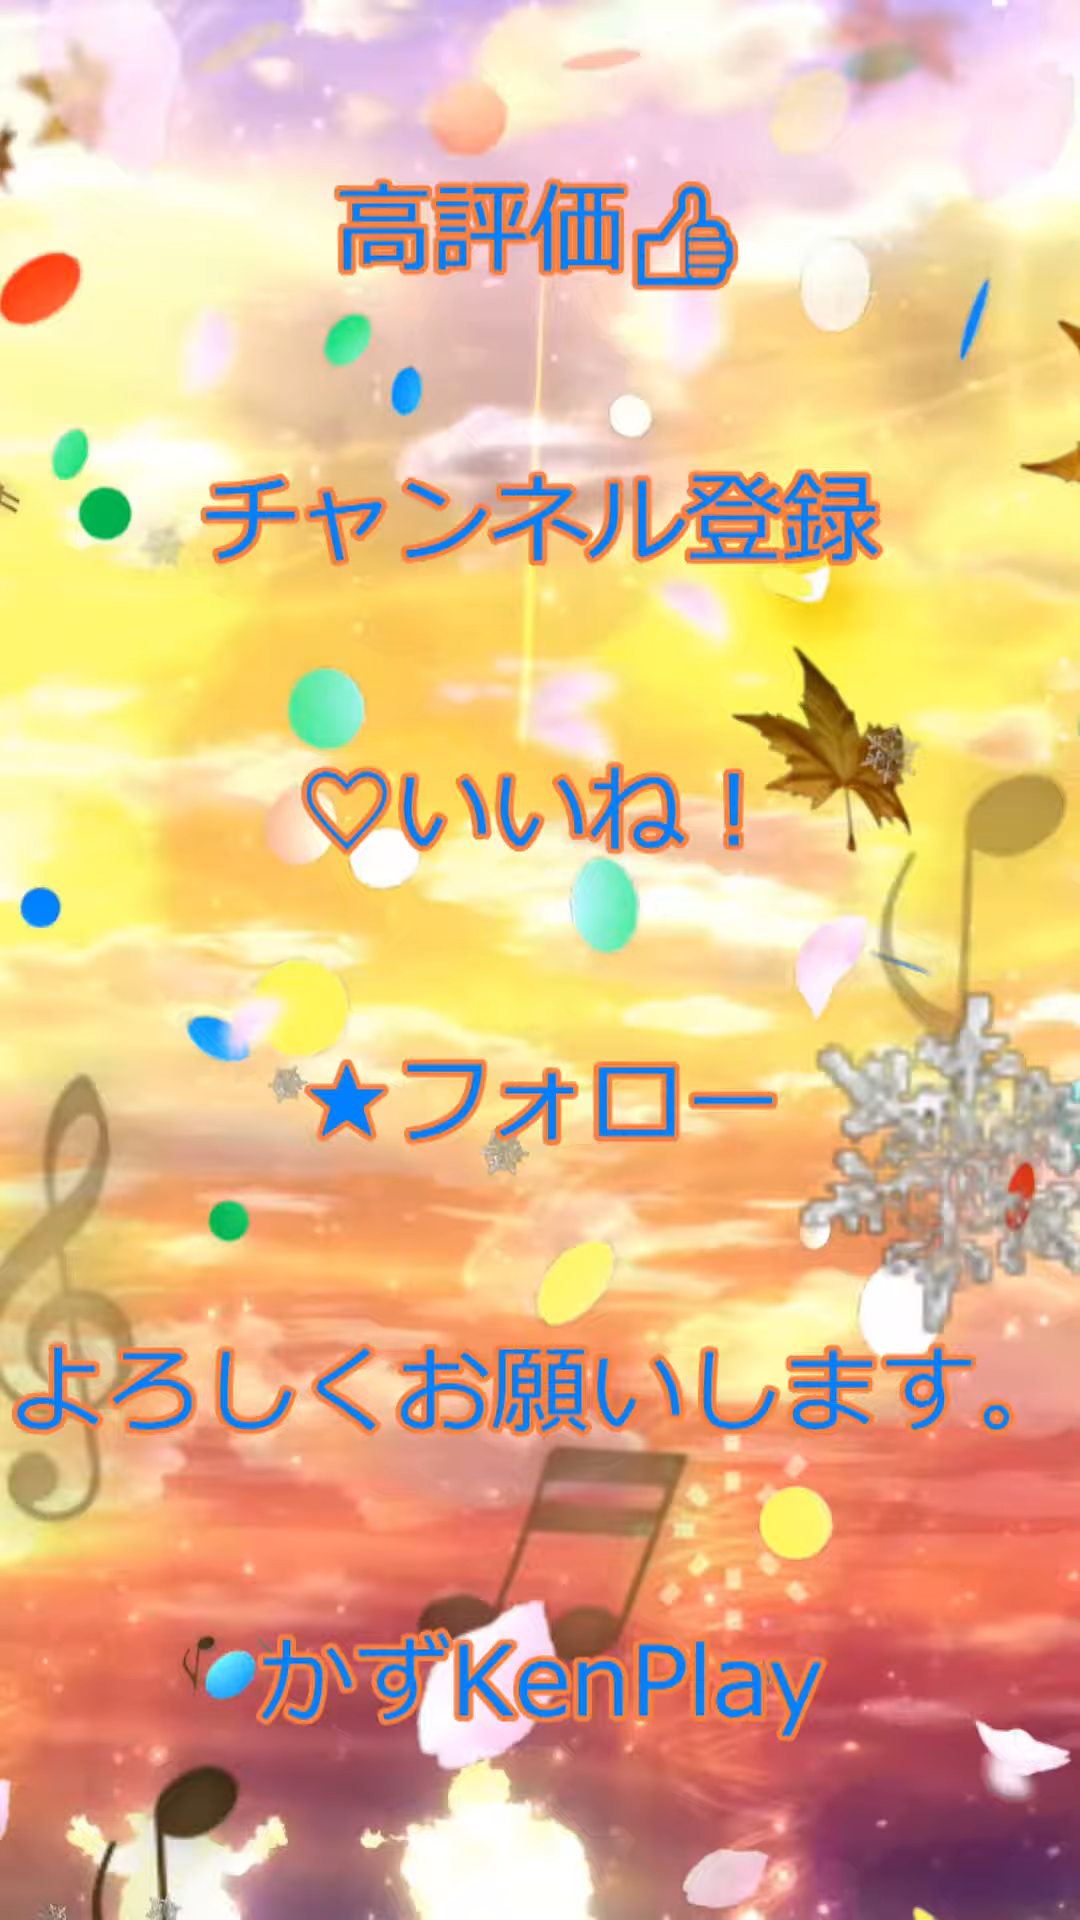 高評価👍
チャンネル登録
♡いいね！
★フォロー
よろしくお願いします。
かずKenPlay